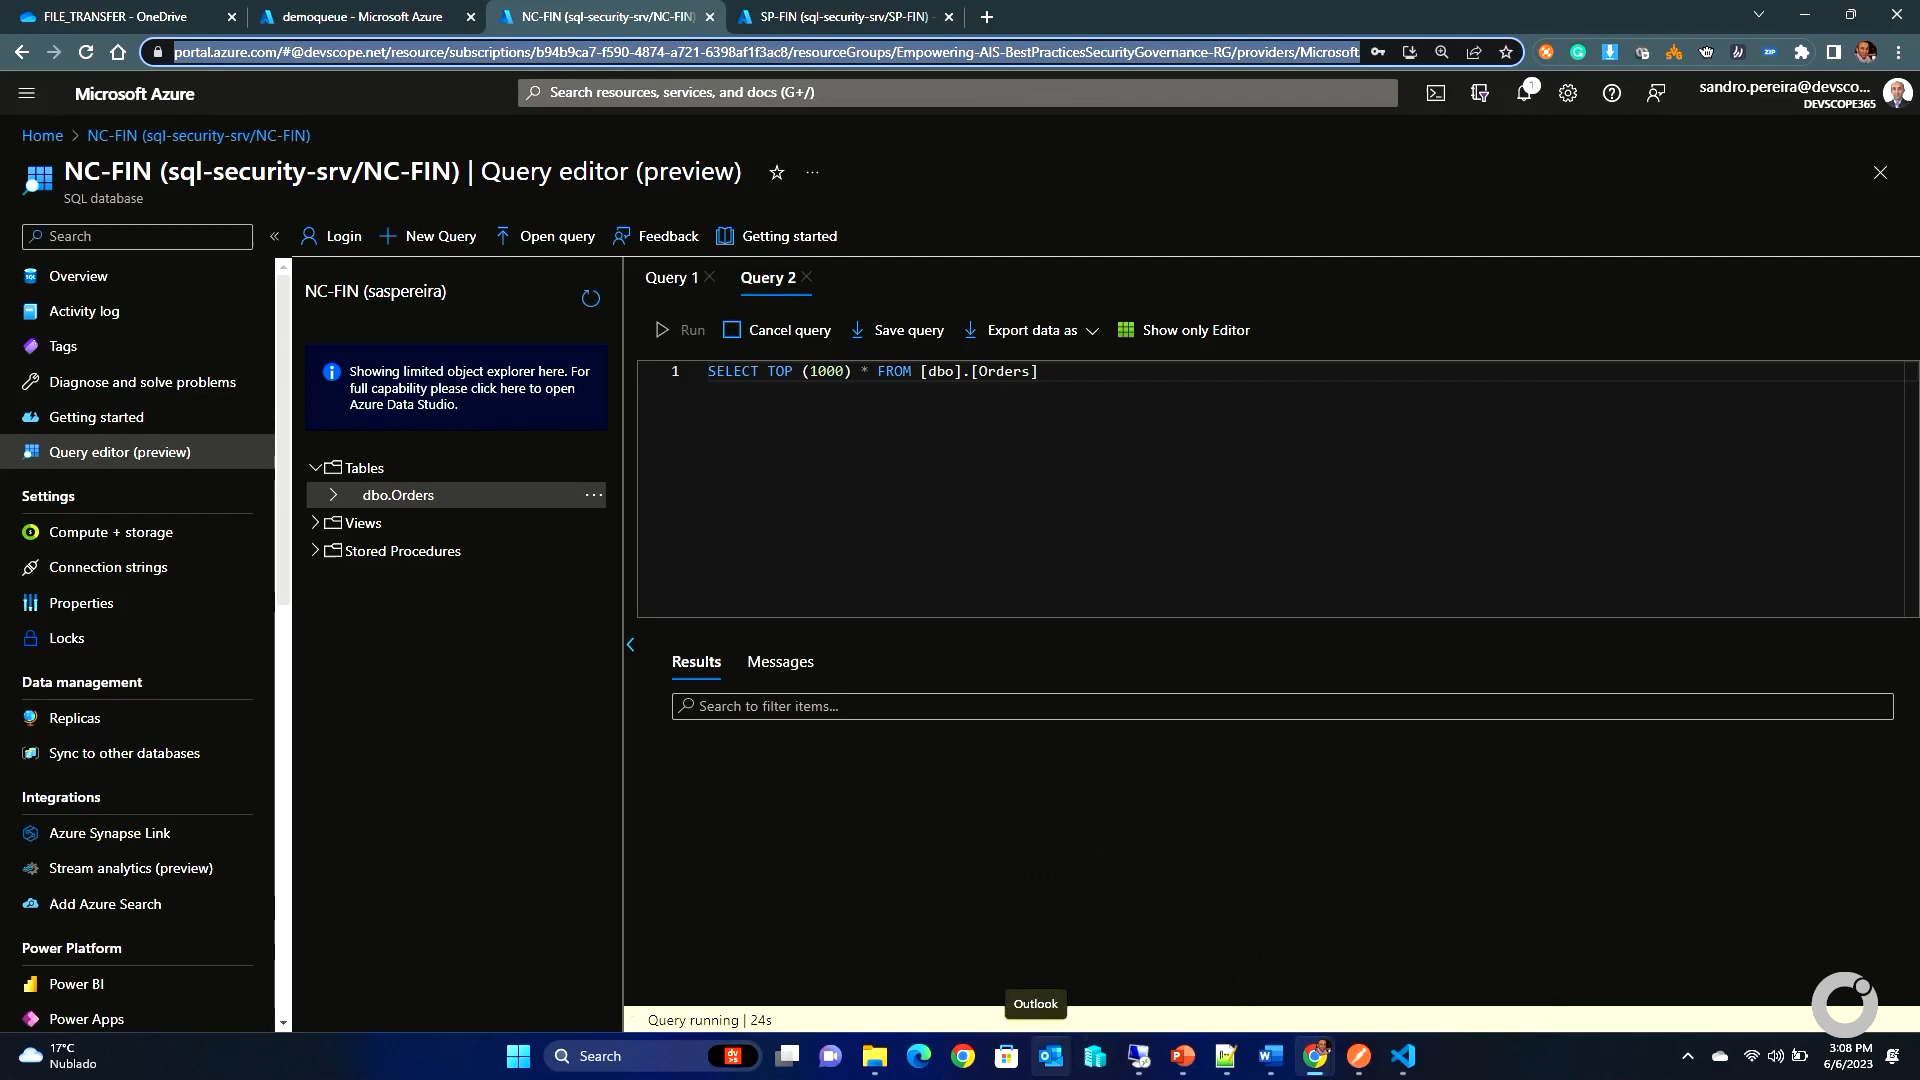 FILE_TRANSFER - OneDrive
demoqueue - Microsoft Azure
NC-FIN (sql-security-srv/NC-FIN)
SP-FIN (sql-security-srv/SP-FIN)
portal.azure.com/#@devscope.net/resource/subscriptions/b94b9ca7-f590-4874-a721-6398af1f3ac8/resourceGroups/Empowering-AIS-BestPracticesSecurityGovernance-RG/providers/Microsoft.
ZIP
Microsoft Azure
Search resources, services, and docs (G+/)
1
sandro.pereira@devsco...
DEVSCOPE365
Home > NC-FIN (sql-security-srv/NC-FIN)
NC-FIN (sql-security-srv/NC-FIN) | Query editor (preview)
SQL database
Search
Login
New Query
Open query
Feedback
Getting started
Overview
Activity log
Tags
Diagnose and solve problems
Getting started
Query editor (preview)
Settings
Compute + storage
Connection strings
Properties
Locks
Data management
Replicas
Sync to other databases
Integrations
Azure Synapse Link
Stream analytics (preview)
Add Azure Search
Power Platform
Power BI
Power Apps
NC-FIN (saspereira)
Showing limited object explorer here. For
full capability please click here to open
Azure Data Studio.
Tables
dbo.Orders
Views
Stored Procedures
Query 1
Query 2
Run
Cancel query
Save query
Export data as
Show only Editor
1 SELECT TOP (1000) * FROM [dbo].[Orders]
Results
Messages
Search to filter items...
Outlook
Query running | 24s
17°C
Nublado
Search
3:08 PM
6/6/2023